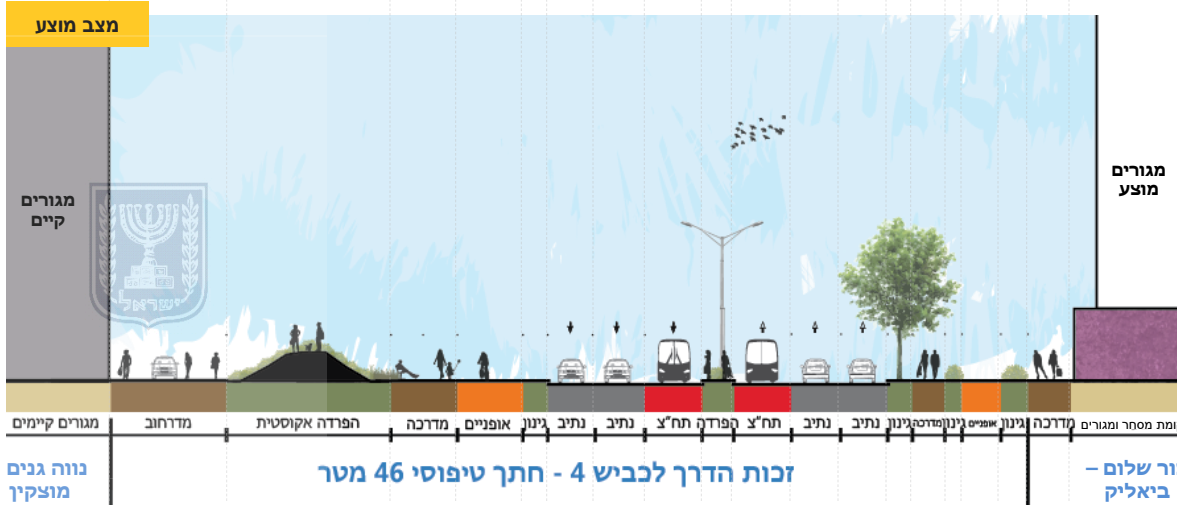 מצב מוצע
מגורים
קיים
ישראל
מגורים
מוצע
מגורים קיימים
מדרחוב
הפרדה אקוסטית
מדרכה
אופניים
גינון
נתיב
נתיב
תח"צ
הפרדה
תח"צ
נתיב
נתיב
גינון
מדרכה
גינון
אופניים
גינון
מדרכה
ומת מסחר ומגורים
נווה גנים
מוצקין
זכות הדרך לכביש 4 - חתך טיפוסי 46 מטר
ור שלום –
ביאליק